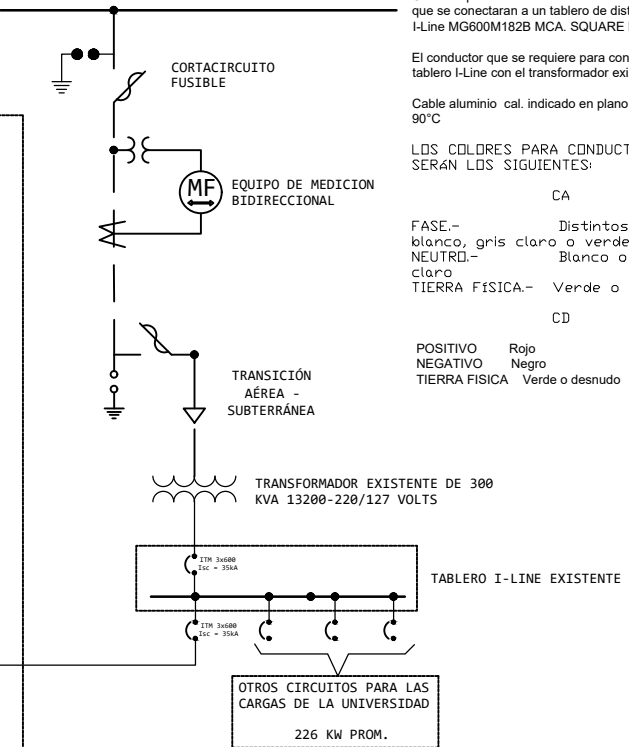 que se conectaran a un tablero de
I-Line MG600M182B MCA. SQUARE
El conductor que se requiere para
tablero I-Line con el transformador
Cable aluminio cal. indicado en plano
90°C
LOS COLORES PARA
SERÁN LOS SIGUIENTES:
CA
FASE.- Distintos
blanco, gris claro o verde
NEUTRO.- Blanco o
claro
TIERRA FÍSICA.- Verde o
CD
POSITIVO Rojo
NEGATIVO Negro
TIERRA FISICA Verde o desnudo
CORTACIRCUITO
FUSIBLE
MF
EQUIPO DE MEDICION
BIDIRECCIONAL
TRANSICIÓN
AÉREA -
SUBTERRÁNEA
TRANSFORMADOR EXISTENTE DE 300
KVA 13200-220/127 VOLTS
ITM 3x600
Isc = 35kA
TABLERO I-LINE EXISTENTE
ITM 3x600
Isc = 35kA
OTROS CIRCUITOS PARA LAS
CARGAS DE LA UNIVERSIDAD
226 KW PROM.